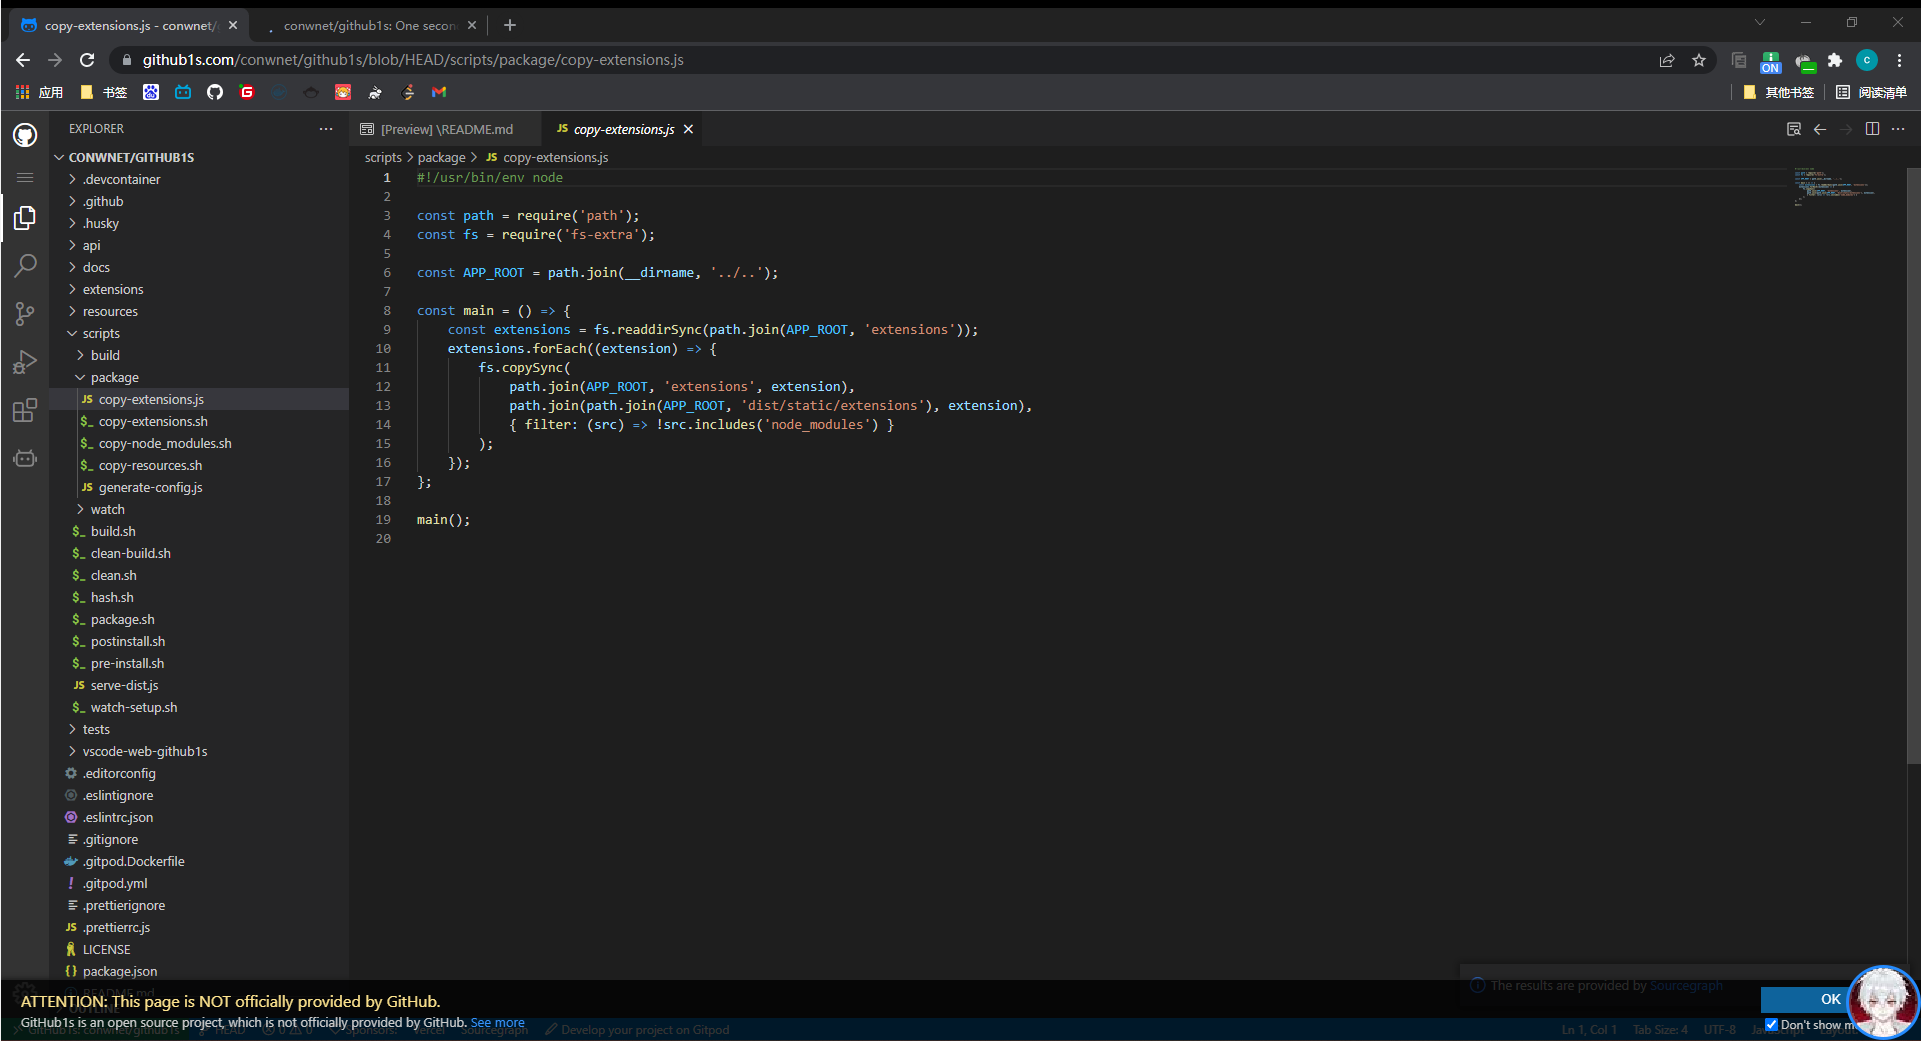 copy-extensions.js - conwnet/
conwnet/github1s: One second
github1s.com/conwnet/github1s/blob/HEAD/scripts/package/copy-extensions.js
ON
c
应用
书签
其他书签
阅读清单
EXPLORER
CONWNET/GITHUB1S
.devcontainer
.github
.husky
api
docs
extensions
resources
scripts
build
package
copy-extensions.js
copy-extensions.sh
copy-node_modules.sh
copy-resources.sh
generate-config.js
watch
build.sh
clean-build.sh
clean.sh
hash.sh
package.sh
postinstall.sh
pre-install.sh
serve-dist.js
watch-setup.sh
tests
vscode-web-github1s
.editorconfig
.eslintignore
.eslintrc.json
.gitignore
.gitpod.Dockerfile
.gitpod.yml
.prettierignore
.prettierrc.js
LICENSE
package.json
README.md
OUTLINE
[Preview] \README.md
JS copy-extensions.js
scripts > package > JS copy-extensions.js
1 #!/usr/bin/env node
2
3 const path = require('path');
4 const fs = require('fs-extra');
5
6 const APP_ROOT = path.join(__dirname, '../..');
7
8 const main = () => {
9 const extensions = fs.readdirSync(path.join(APP_ROOT, 'extensions'));
10 extensions.forEach((extension) => {
11 fs.copySync(
12 path.join(APP_ROOT, 'extensions', extension),
13 path.join(path.join(APP_ROOT, 'dist/static/extensions'), extension),
14 { filter: (src) => !src.includes('node_modules') }
15 );
16 });
17 };
18
19 main();
20
The results are provided by Sourcegraph
ATTENTION: This page is NOT officially provided by GitHub.
GitHub1s is an open source project, which is not officially provided by GitHub. See more
OK
Don't show m
Develop your project on Gitpod
Ln 1, Col 1 Tab Size: 4 UTF-8